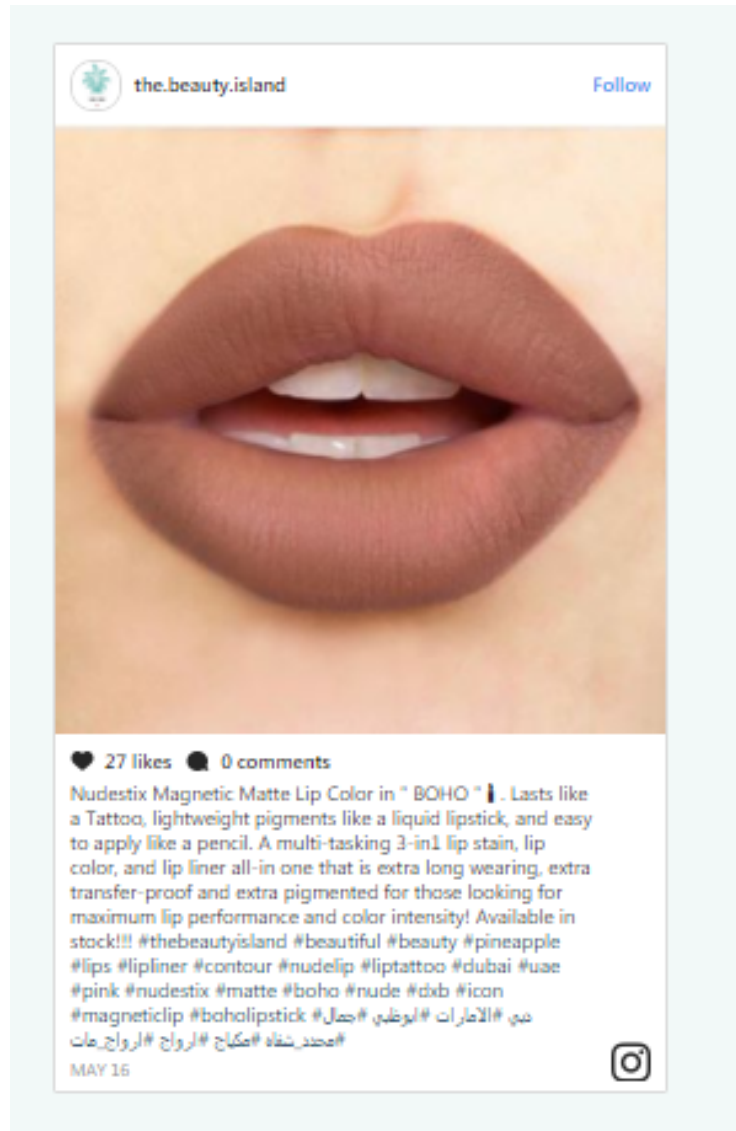 the.beauty.island
Follow
27 likes 0 comments
Nudestix Magnetic Matte Lip Color in " BOHO " . Lasts like
a Tattoo, lightweight pigments like a liquid lipstick, and easy
to apply like a pencil. A multi-tasking 3-in1 lip stain, lip
color, and lip liner all-in one that is extra long wearing, extra
transfer-proof and extra pigmented for those looking for
maximum lip performance and color intensity! Available in
stock!!! #thebeautyisland #beautiful #beauty #pineapple
#lips #lipliner #contour #nudelip #liptattoo #dubai #uae
#pink #nudestix #matte #boho #nude #dxb #icon
#magneticlip #boholipstick #دبي #الامارات #ابوظبي #جمال
#محدد_شفاه #مكياج #ارواج #ارواج_مات
MAY 16